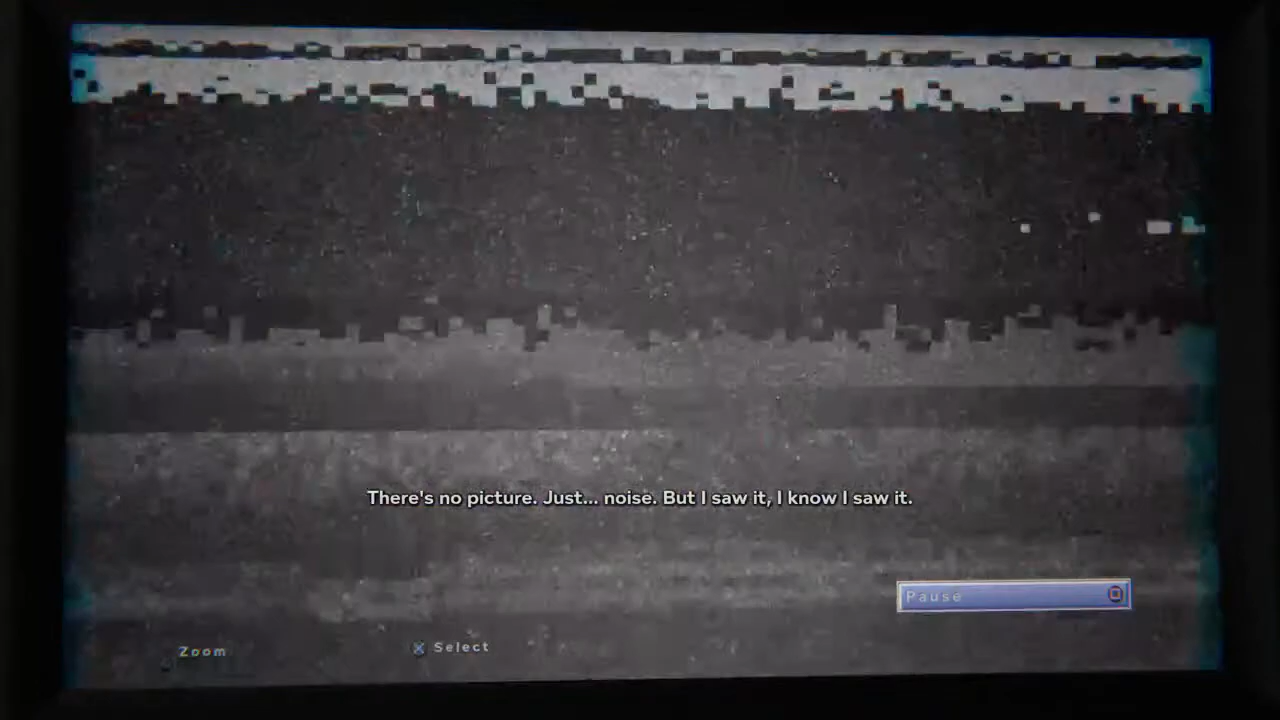 There's no picture. Just... noise. But I saw it, I know I saw it.
Pause
Zoom
Select